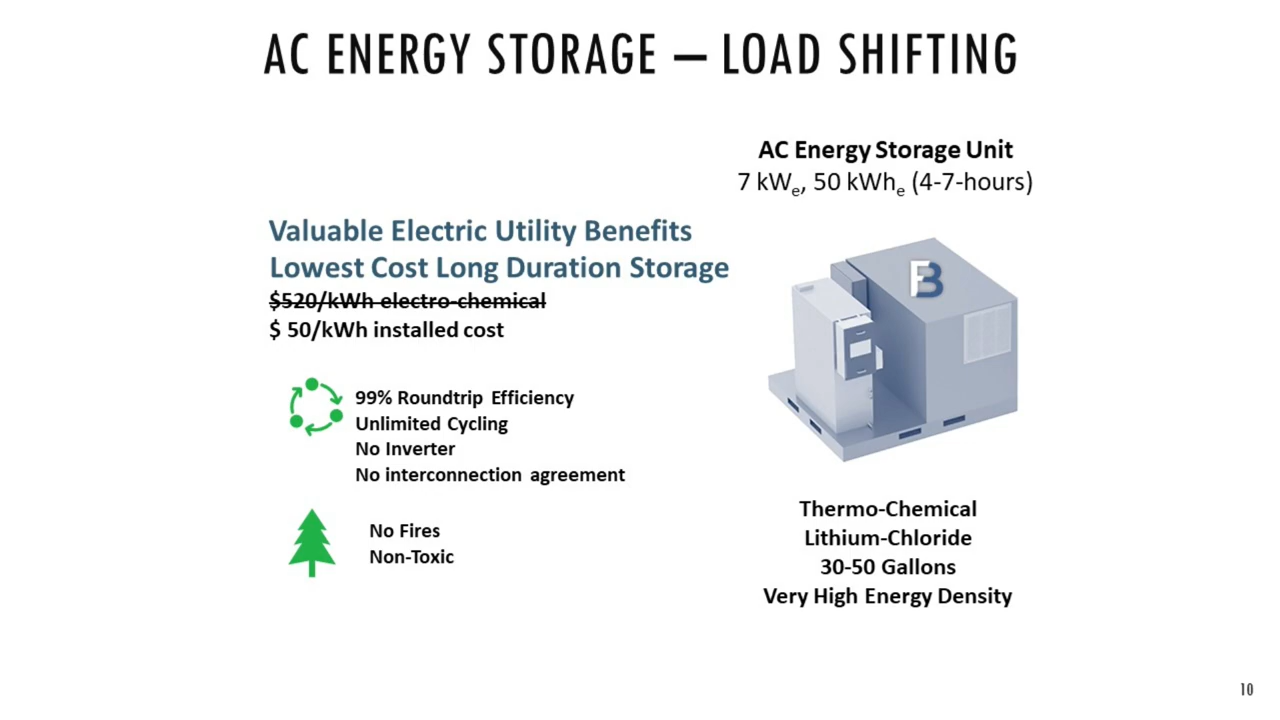 AC ENERGY STORAGE – LOAD SHIFTING
AC Energy Storage Unit
7 kWe, 50 kWhe (4-7-hours)
Valuable Electric Utility Benefits
Lowest Cost Long Duration Storage
$520/kWh electro-chemical
$ 50/kWh installed cost
99% Roundtrip Efficiency
Unlimited Cycling
No Inverter
No interconnection agreement
No Fires
Non-Toxic
FB
Thermo-Chemical
Lithium-Chloride
30-50 Gallons
Very High Energy Density
10